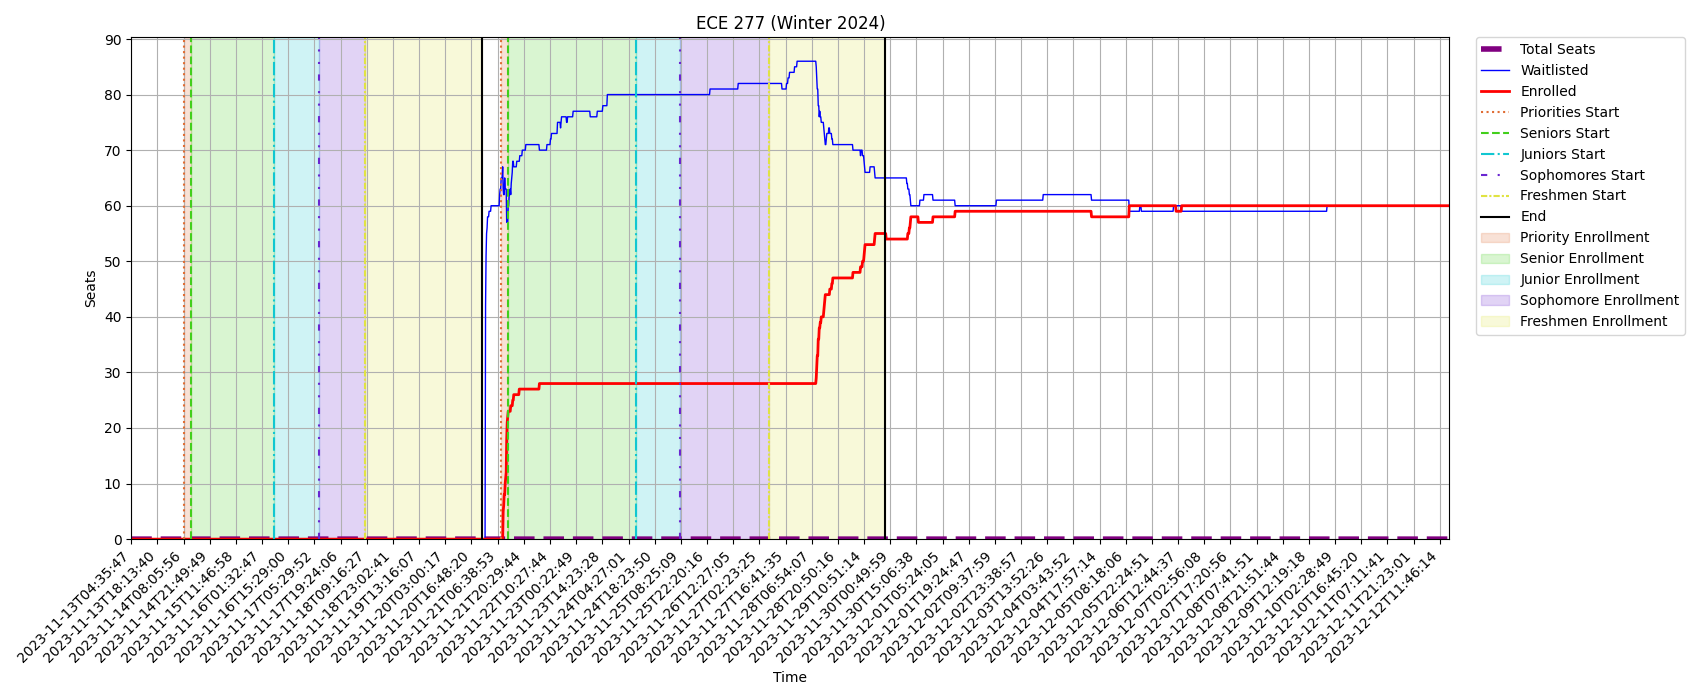 ECE 277 (Winter 2024)
90
80
70
60
50
40
30
20
10
0
Seats
2023-11-13T04:35:47
2023-11-13T18:13:40
2023-11-14T08:05:56
2023-11-14T21:49:49
2023-11-15T11:46:58
2023-11-16T01:32:47
2023-11-16T15:29:00
2023-11-17T05:29:52
2023-11-17T19:24:06
2023-11-18T09:16:27
2023-11-18T23:02:41
2023-11-19T13:16:07
2023-11-20T03:00:17
2023-11-20T16:48:20
2023-11-21T06:38:53
2023-11-21T20:29:44
2023-11-22T10:27:44
2023-11-23T00:22:49
2023-11-23T14:23:28
2023-11-24T04:27:01
2023-11-24T18:23:50
2023-11-25T08:25:09
2023-11-25T22:20:16
2023-11-26T12:27:05
2023-11-27T02:23:25
2023-11-27T16:41:35
2023-11-28T06:54:07
2023-11-28T20:50:16
2023-11-29T10:51:14
2023-11-30T00:49:59
2023-11-30T15:06:38
2023-12-01T05:24:05
2023-12-01T19:24:47
2023-12-02T09:37:59
2023-12-02T23:38:57
2023-12-03T13:52:26
2023-12-04T03:43:52
2023-12-04T17:57:14
2023-12-05T08:18:06
2023-12-05T22:24:51
2023-12-06T12:44:37
2023-12-07T02:56:08
2023-12-07T17:20:56
2023-12-08T07:41:51
2023-12-08T21:51:44
2023-12-09T12:19:18
2023-12-10T02:28:49
2023-12-10T16:45:20
2023-12-11T07:11:41
2023-12-11T21:23:01
2023-12-12T11:46:14
Time
Total Seats
Waitlisted
Enrolled
Priorities Start
Seniors Start
Juniors Start
Sophomores Start
Freshmen Start
End
Priority Enrollment
Senior Enrollment
Junior Enrollment
Sophomore Enrollment
Freshmen Enrollment